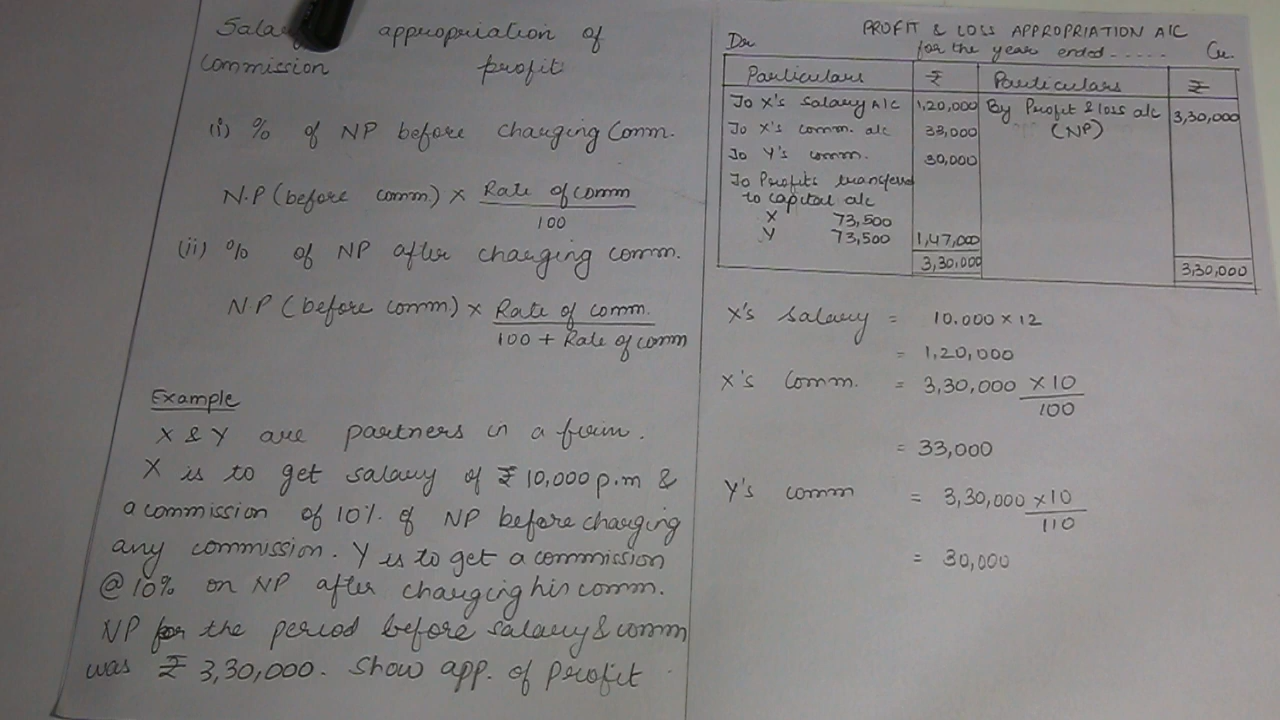 appropriation of
Commission profit
(i) % of NP before charging Comm.
N.P (before comm.) × Rate of comm
100
(ii) % of NP after charging comm.
NP (before comm) × Rate of comm.
100 + Rate of comm
Example
X & Y are partners in a firm.
X is to get salary of ₹ 10,000 p.m &
a commission of 10% of NP before charging
any commission. Y is to get a commission
@ 10% on NP after charging his comm.
NP for the period before salary & comm
was ₹ 3,30,000. Show app. of Profit
PROFIT & LOSS APPROPRIATION A/C
Dr. for the year ended ..... Cr.
Particulars ₹ Particulars ₹
To X's Salary A/C 1,20,000 By Profit & loss a/c 3,30,000
To X's comm. a/c 33,000 (NP)
To Y's comm. 30,000
To Profits transferred
to capital a/c
X 73,500
Y 73,500 1,47,000
3,30,000 3,30,000
X's salary = 10.000 × 12
= 1,20,000
X's Comm. = 3,30,000 × 10
100
= 33,000
Y's comm = 3,30,000 × 10
110
= 30,000